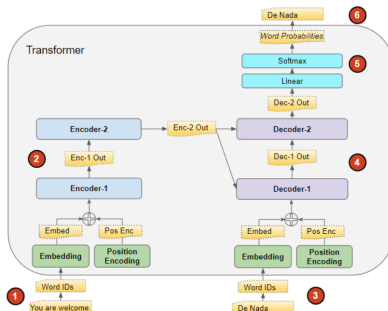 6
De Nada
Word Probabilities
Transformer
Softmax
5
Linear
Dec-2 Out
Encoder-2
Enc-2 Out
Decoder-2
2
Enc-1 Out
Dec-1 Out
4
Encoder-1
Decoder-1
Embed
Pos Enc
Embed
Pos Enc
Embedding
Position
Encoding
Embedding
Position
Encoding
1
Word IDs
Word IDs
3
You are welcome
De Nada